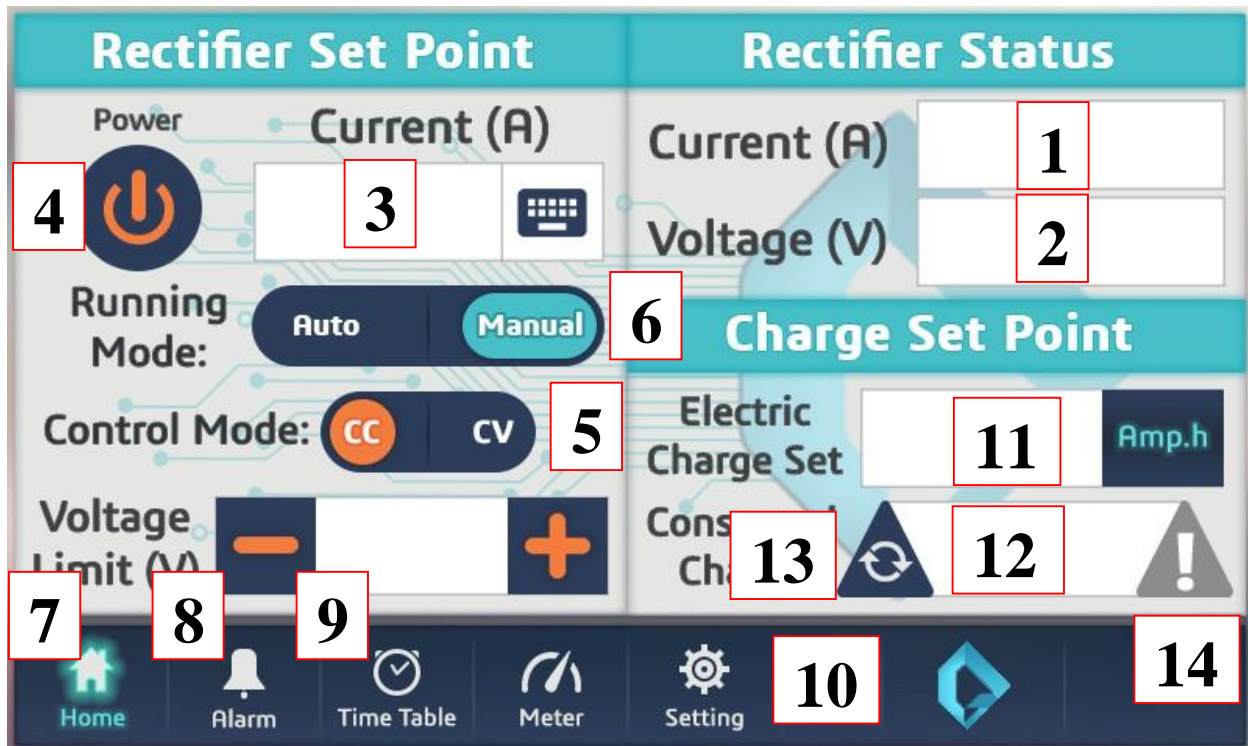 Rectifier Set Point
Rectifier Status
Power
Current (A)
4
3
Current (A)
1
Voltage (V)
2
Running
Mode:
Auto
Manual
6
Charge Set Point
Control Mode:
CC
CV
5
Electric
Charge Set
11
Amp.h
Voltage
Limit (V)
13
12
!
7
8
9
10
14
Home
Alarm
Time Table
Meter
Setting